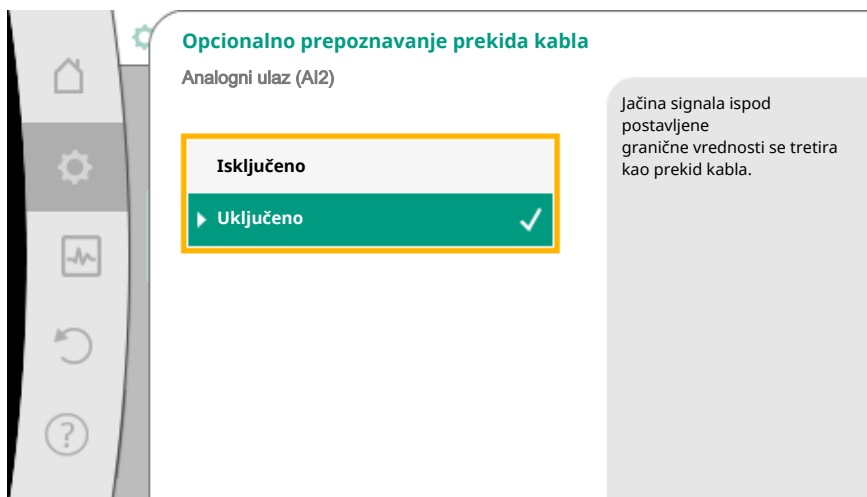 Opcionalno prepoznavanje prekida kabla
Analogni ulaz (AI2)
Isključeno
Uključeno
Jačina signala ispod
postavljene
granične vrednosti se tretira
kao prekid kabla.
?